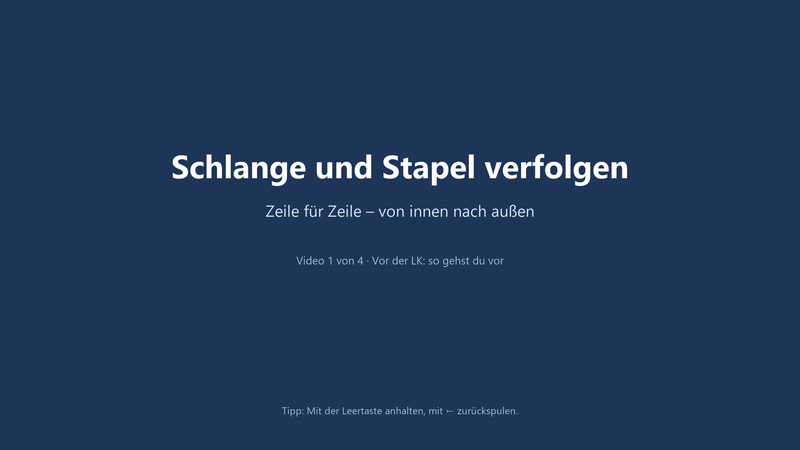 Schlange und Stapel verfolgen
Zeile für Zeile – von innen nach außen
Video 1 von 4 · Vor der LK: so gehst du vor
Tipp: Mit der Leertaste anhalten, mit ← zurückspulen.